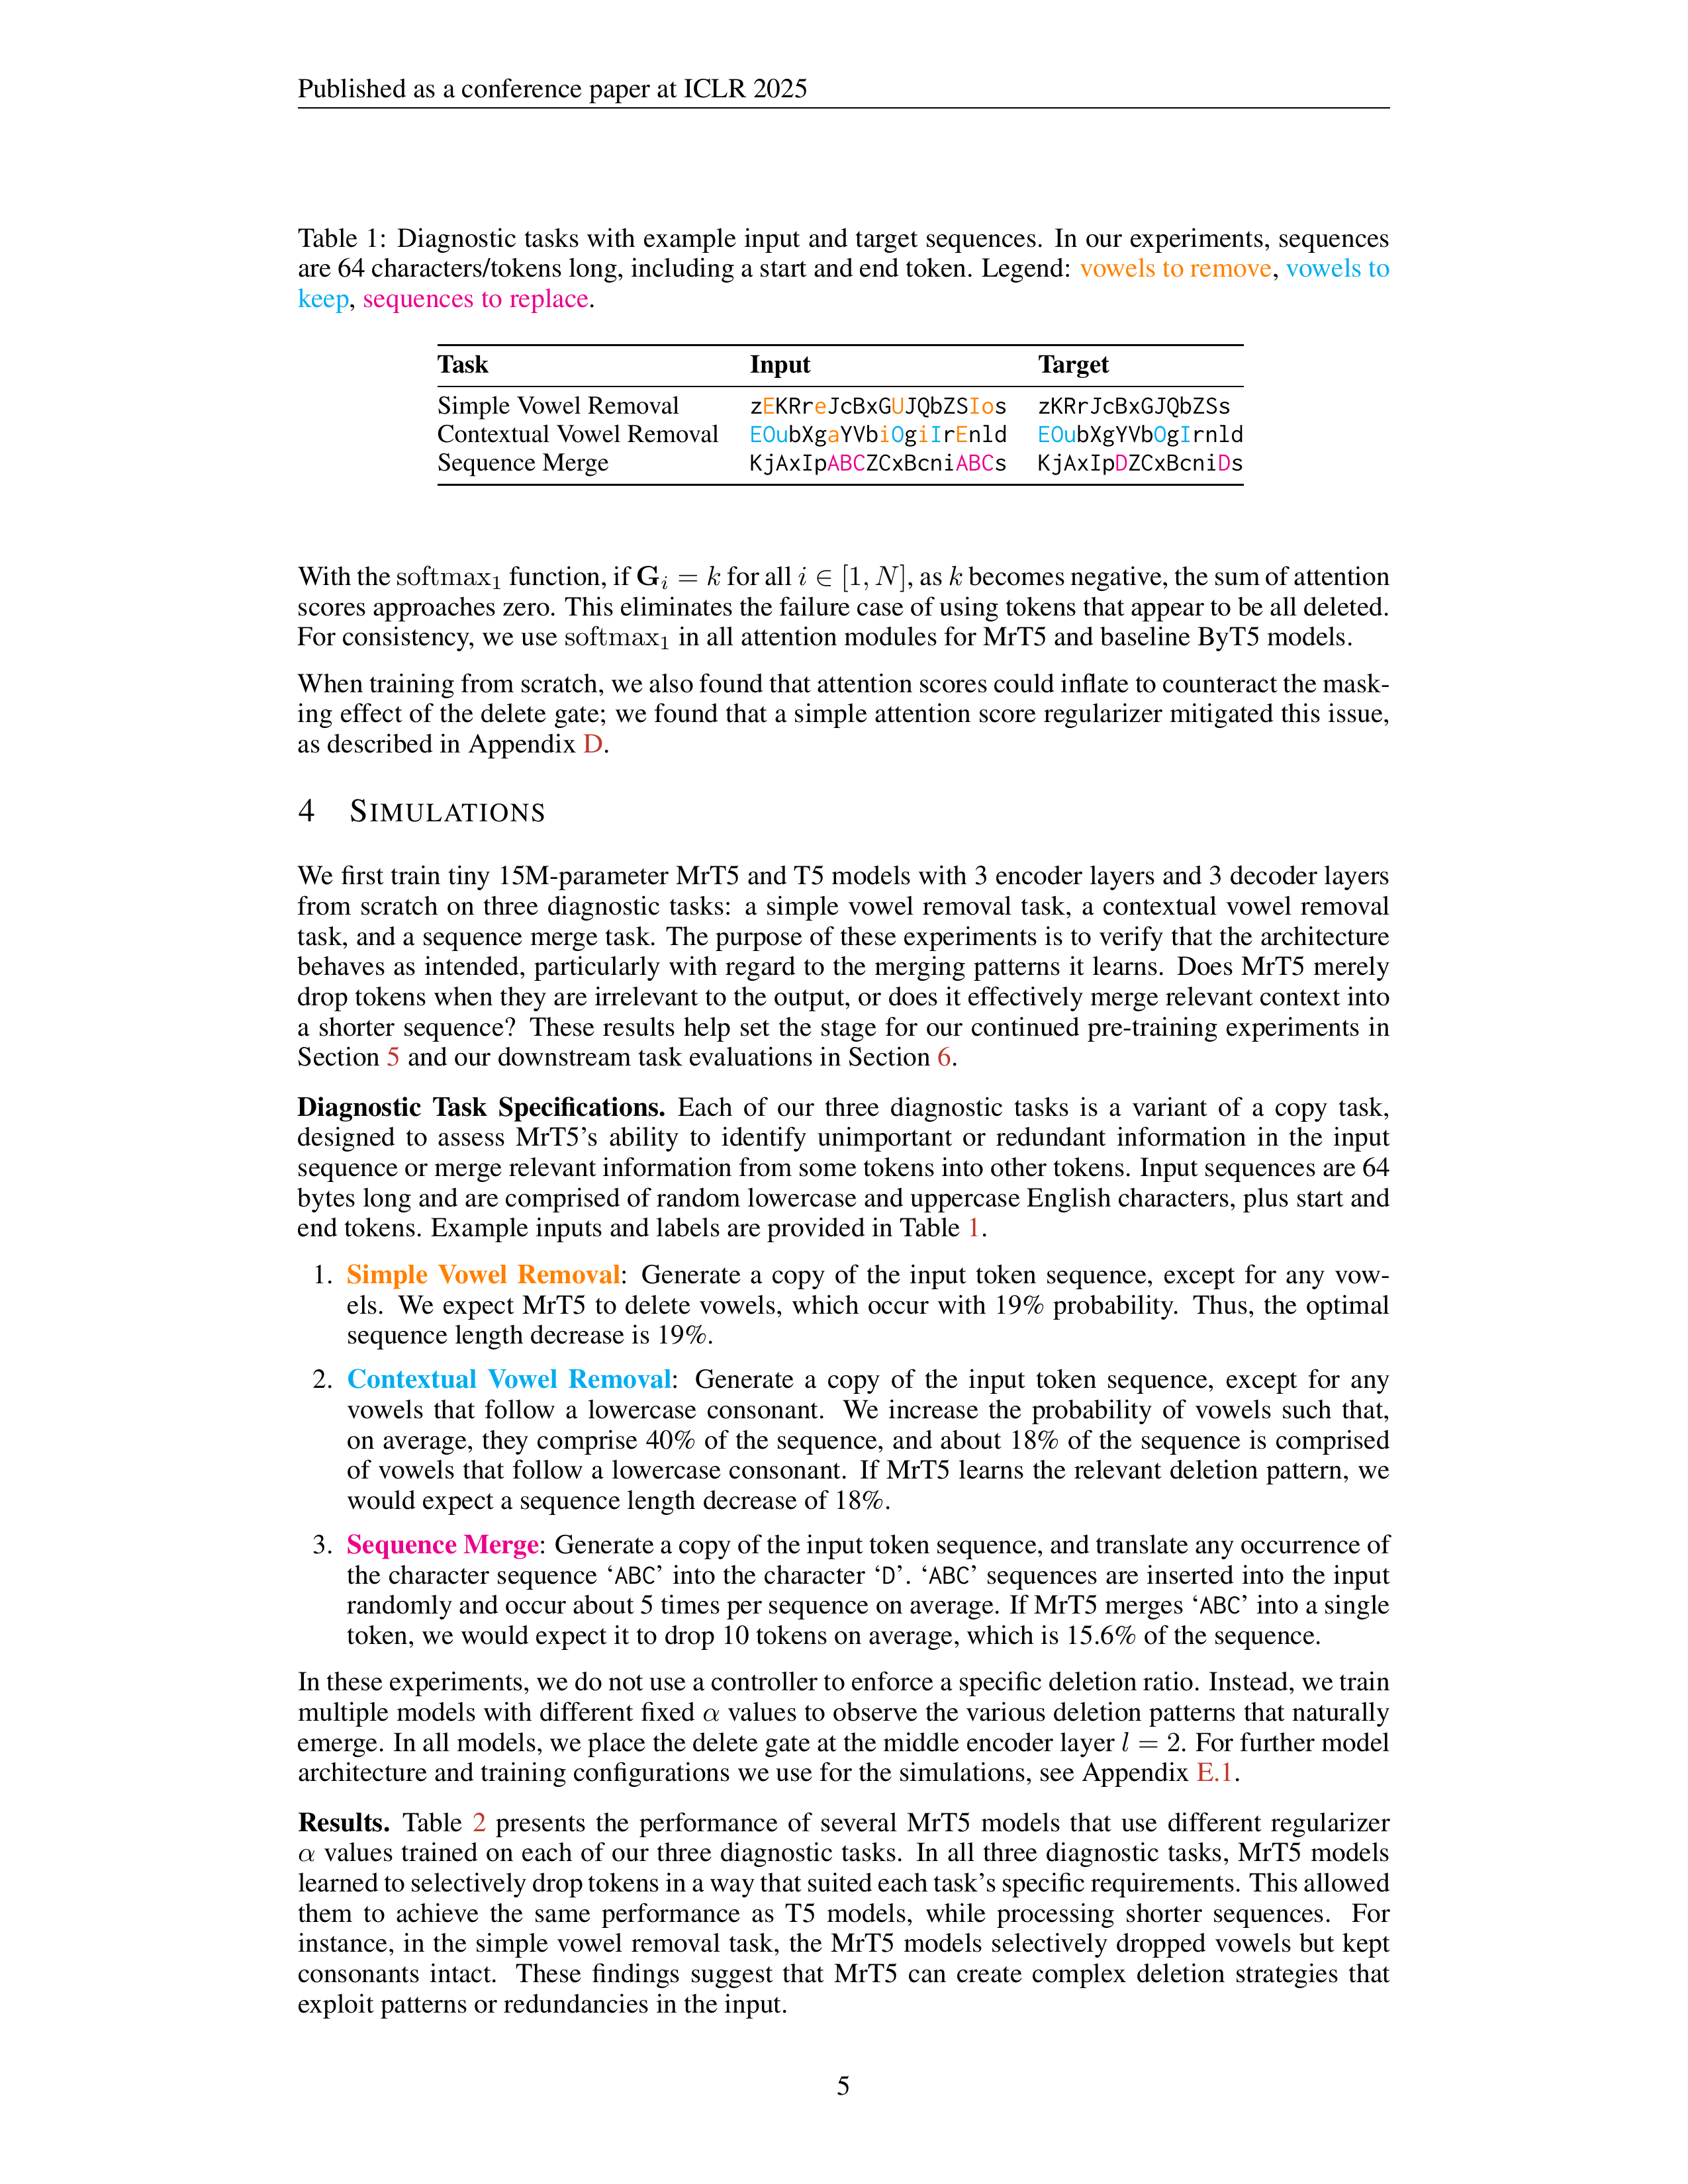 Published as a conference paper at ICLR 2025
Table 1: Diagnostic tasks with example input and target sequences. In our experiments, sequences
are 64 characters/tokens long, including a start and end token. Legend: vowels to remove, vowels to
keep, sequences to replace.
Task Input Target
Simple Vowel Removal zEKRreJcBxGUJQbZSIos zKRrJcBxGJQbZSs
Contextual Vowel Removal EOubXgaYVbiOgiIrEnld EOubXgYVbOgIrnld
Sequence Merge KjAxIpABCZCxBcniABCs KjAxIpDZCxBcniDs
With the softmax₁ function, if Gᵢ = k for all i ∈ [1, N], as k becomes negative, the sum of attention
scores approaches zero. This eliminates the failure case of using tokens that appear to be all deleted.
For consistency, we use softmax₁ in all attention modules for MrT5 and baseline ByT5 models.
When training from scratch, we also found that attention scores could inflate to counteract the mask-
ing effect of the delete gate; we found that a simple attention score regularizer mitigated this issue,
as described in Appendix D.
4 SIMULATIONS
We first train tiny 15M-parameter MrT5 and T5 models with 3 encoder layers and 3 decoder layers
from scratch on three diagnostic tasks: a simple vowel removal task, a contextual vowel removal
task, and a sequence merge task. The purpose of these experiments is to verify that the architecture
behaves as intended, particularly with regard to the merging patterns it learns. Does MrT5 merely
drop tokens when they are irrelevant to the output, or does it effectively merge relevant context into
a shorter sequence? These results help set the stage for our continued pre-training experiments in
Section 5 and our downstream task evaluations in Section 6.
Diagnostic Task Specifications. Each of our three diagnostic tasks is a variant of a copy task,
designed to assess MrT5's ability to identify unimportant or redundant information in the input
sequence or merge relevant information from some tokens into other tokens. Input sequences are 64
bytes long and are comprised of random lowercase and uppercase English characters, plus start and
end tokens. Example inputs and labels are provided in Table 1.
1. Simple Vowel Removal: Generate a copy of the input token sequence, except for any vow-
els. We expect MrT5 to delete vowels, which occur with 19% probability. Thus, the optimal
sequence length decrease is 19%.
2. Contextual Vowel Removal: Generate a copy of the input token sequence, except for any
vowels that follow a lowercase consonant. We increase the probability of vowels such that,
on average, they comprise 40% of the sequence, and about 18% of the sequence is comprised
of vowels that follow a lowercase consonant. If MrT5 learns the relevant deletion pattern, we
would expect a sequence length decrease of 18%.
3. Sequence Merge: Generate a copy of the input token sequence, and translate any occurrence of
the character sequence ‘ABC’ into the character ‘D’. ‘ABC’ sequences are inserted into the input
randomly and occur about 5 times per sequence on average. If MrT5 merges ‘ABC’ into a single
token, we would expect it to drop 10 tokens on average, which is 15.6% of the sequence.
In these experiments, we do not use a controller to enforce a specific deletion ratio. Instead, we train
multiple models with different fixed α values to observe the various deletion patterns that naturally
emerge. In all models, we place the delete gate at the middle encoder layer l = 2. For further model
architecture and training configurations we use for the simulations, see Appendix E.1.
Results. Table 2 presents the performance of several MrT5 models that use different regularizer
α values trained on each of our three diagnostic tasks. In all three diagnostic tasks, MrT5 models
learned to selectively drop tokens in a way that suited each task's specific requirements. This allowed
them to achieve the same performance as T5 models, while processing shorter sequences. For
instance, in the simple vowel removal task, the MrT5 models selectively dropped vowels but kept
consonants intact. These findings suggest that MrT5 can create complex deletion strategies that
exploit patterns or redundancies in the input.
5